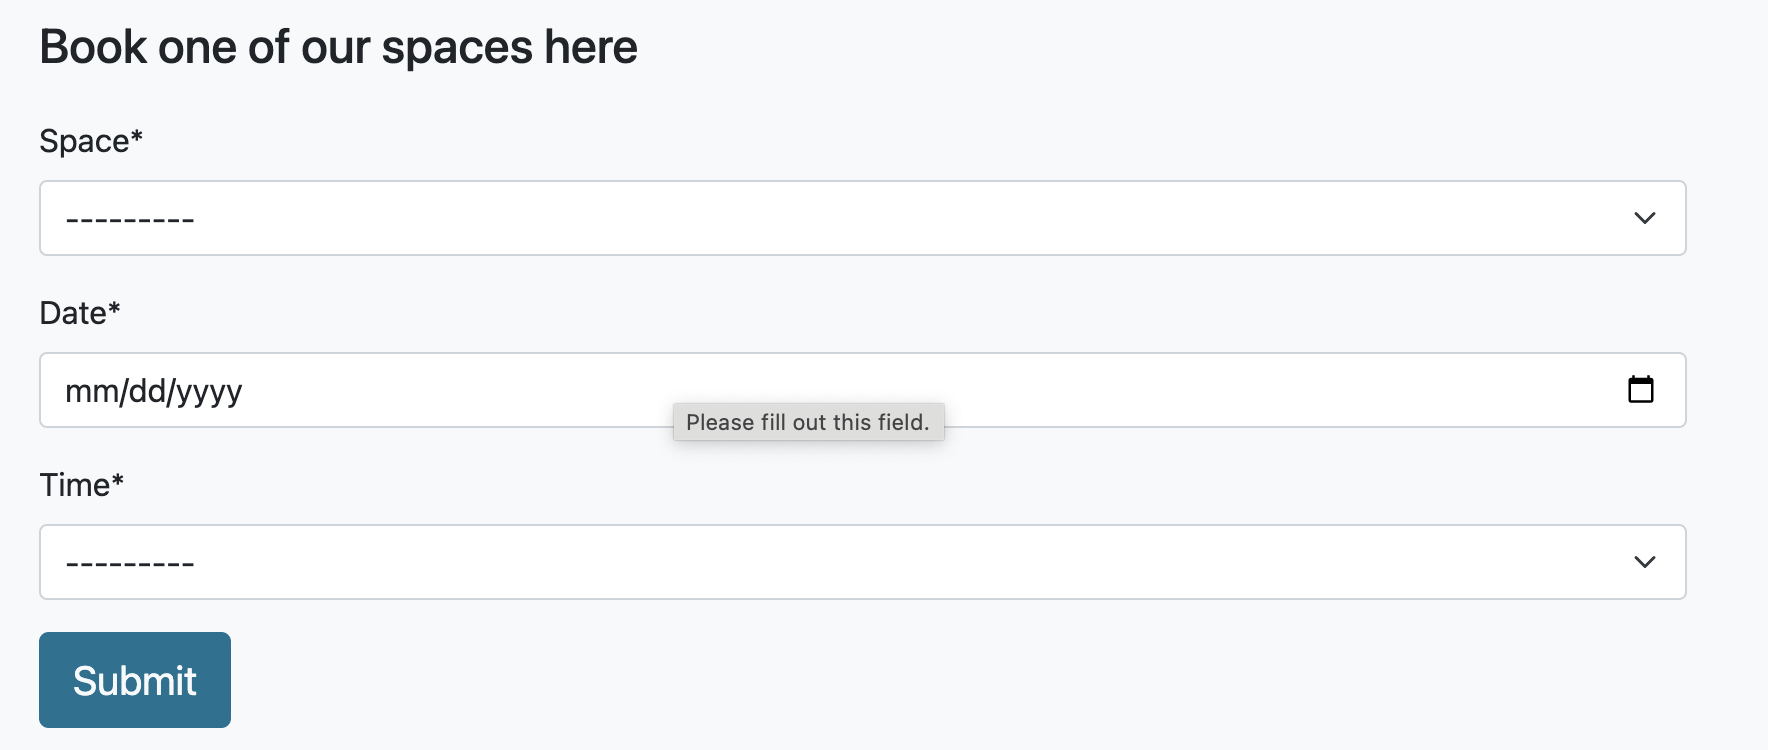 Book one of our spaces here
Space*
---------
Date*
mm/dd/yyyy
Please fill out this field.
Time*
---------
Submit